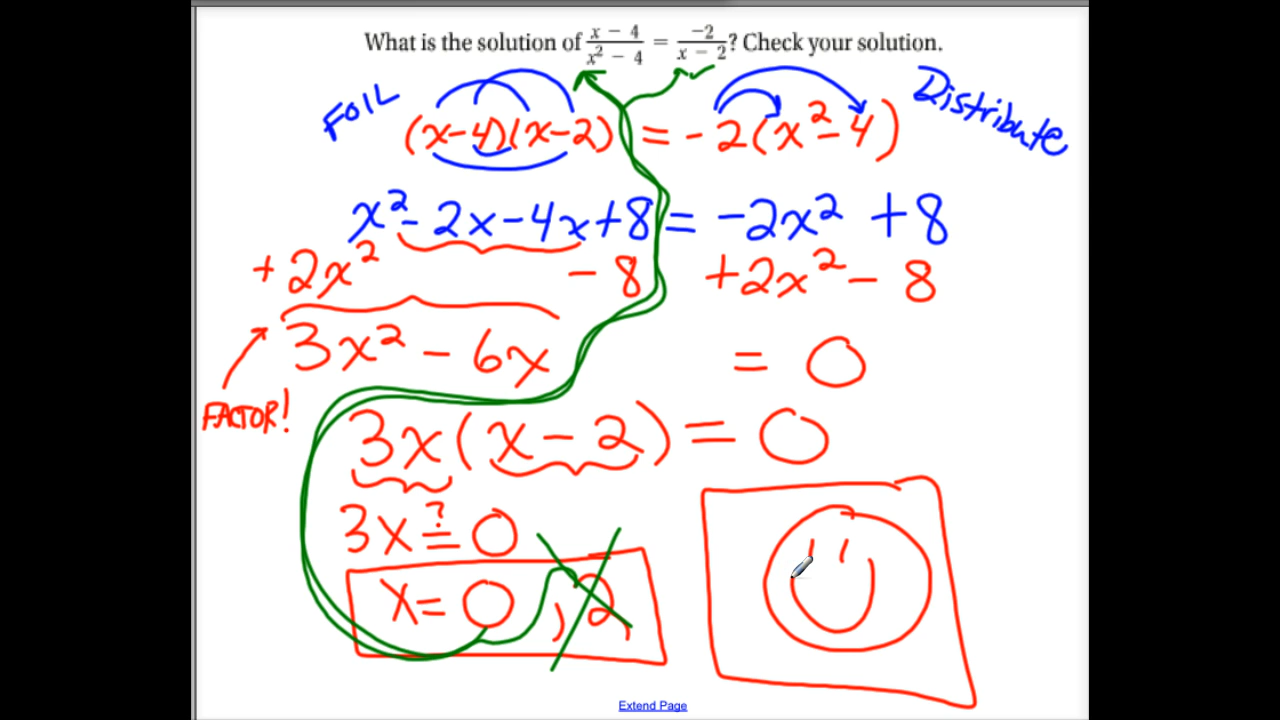 What is the solution of (x − 4)/(x² − 4) = −2/(x − 2)? Check your solution.
FOIL (x-4)(x-2) = -2(x²-4) Distribute
x² - 2x - 4x + 8 = -2x² + 8
+2x² - 8 +2x² - 8
3x² - 6x = 0
FACTOR!
3x(x-2) = 0
3x ?= 0
x = 0, 2
Extend Page